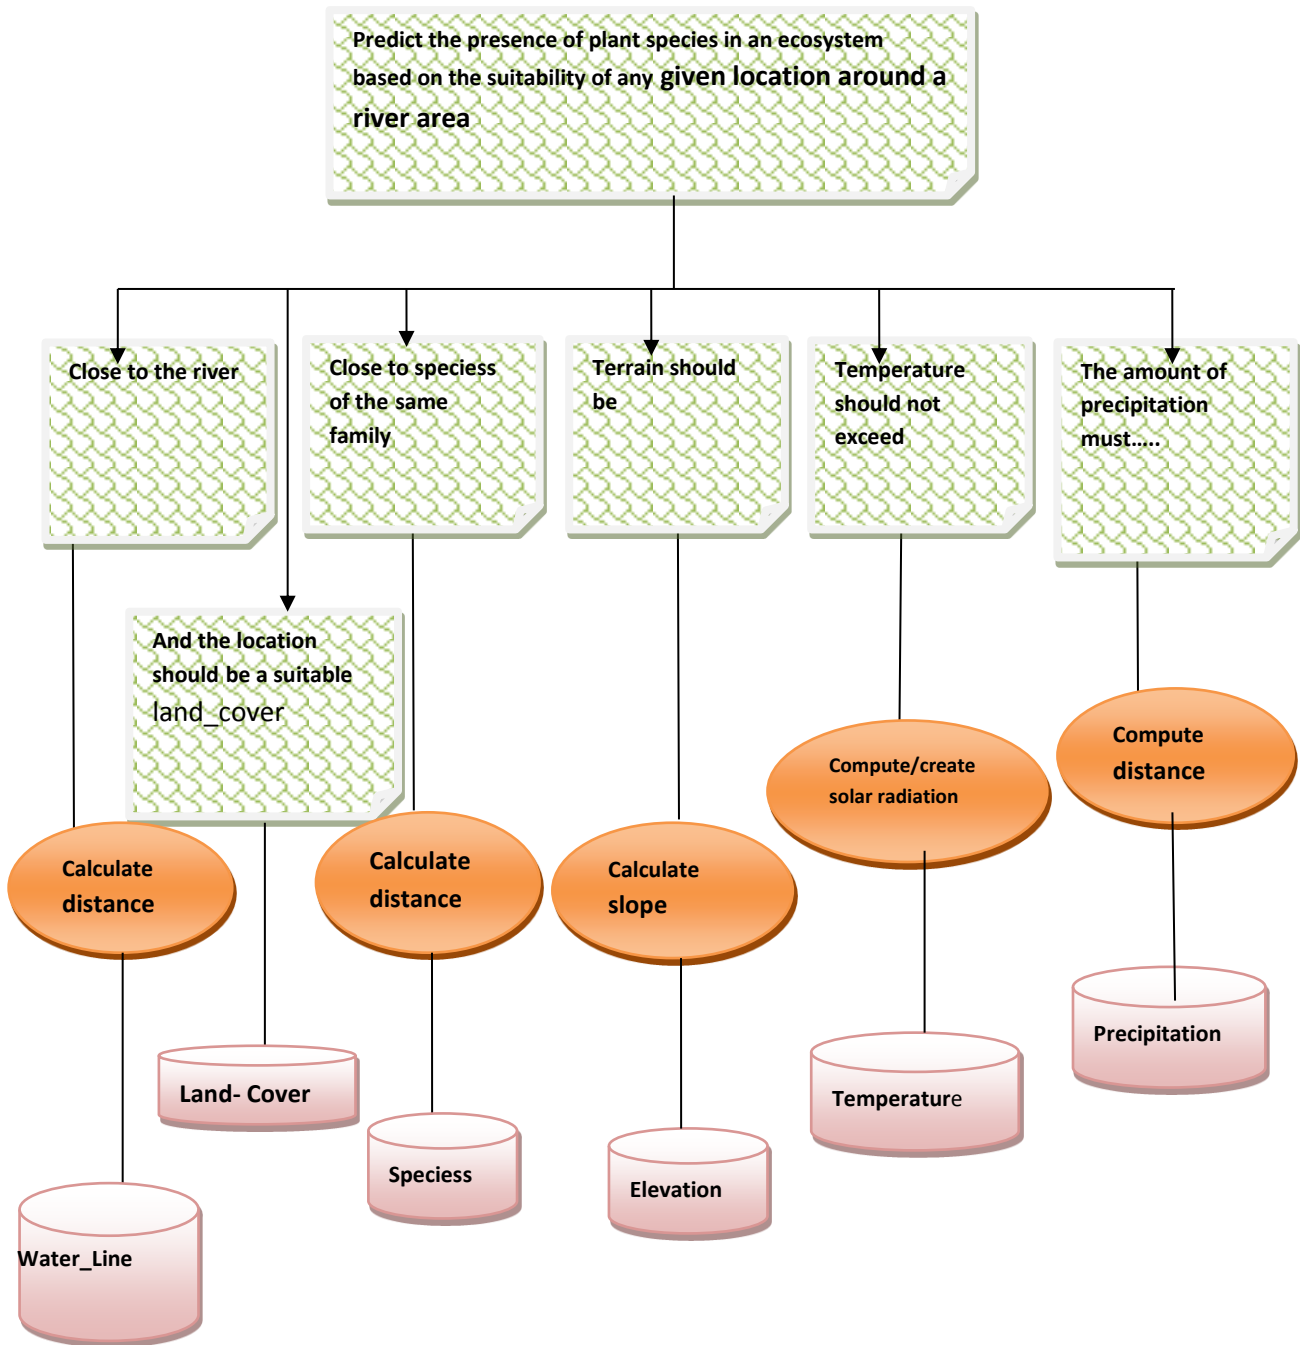 Predict the presence of plant species in an ecosystem
based on the suitability of any given location around a
river area
Close to the river
Close to speciess
of the same
family
Terrain should
be
Temperature
should not
exceed
The amount of
precipitation
must.....
And the location
should be a suitable
land_cover
Calculate
distance
Calculate
distance
Calculate
slope
Compute/create
solar radiation
Compute
distance
Water_Line
Land- Cover
Speciess
Elevation
Temperature
Precipitation